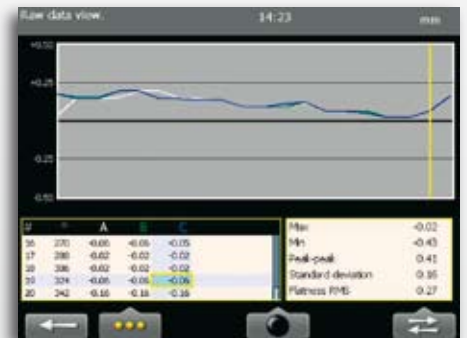 Raw data view. 14:23 mm
+0.50
+0.25
0.25
0.50
# ° A B C
16 270 -0.05 -0.05 -0.05
17 288 -0.02 -0.02 -0.02
18 306 -0.02 -0.02 -0.02
19 324 -0.06 -0.06 -0.06
20 342 -0.16 -0.16 -0.16
Max -0.02
Min -0.43
Peak-peak 0.41
Standard deviation 0.16
Flatness RMS 0.27